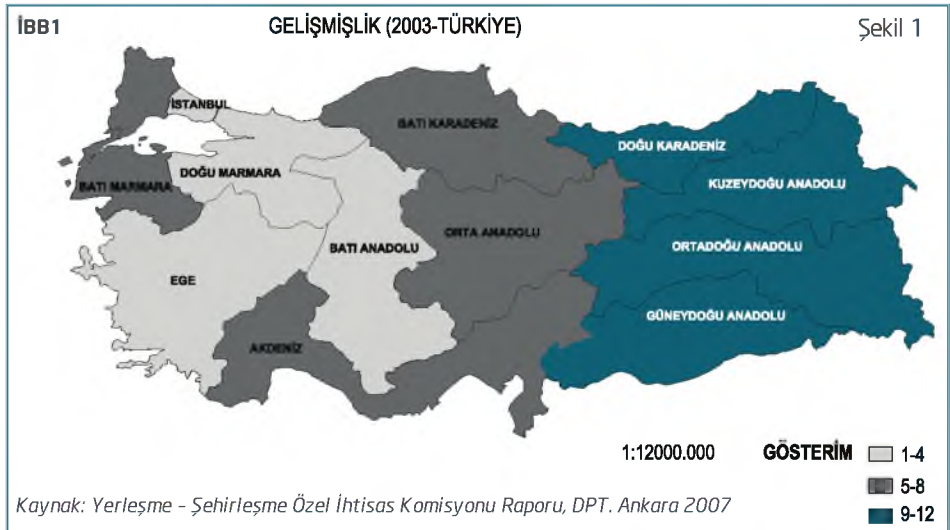 İBB1
GELİŞMİŞLİK (2003-TÜRKİYE)
Şekil 1
İSTANBUL
BATI KARADENİZ
DOĞU KARADENİZ
DOĞU MARMARA
KUZEYDOĞU ANADOLU
BATI MARMARA
ORTA ANADOLU
BATI ANADOLU
ORTADOĞU ANADOLU
EGE
GÜNEYDOĞU ANADOLU
AKDENİZ
1:12000.000
GÖSTERİM
1-4
5-8
9-12
Kaynak: Yerleşme - Şehirleşme Özel İhtisas Komisyonu Raporu, DPT. Ankara 2007